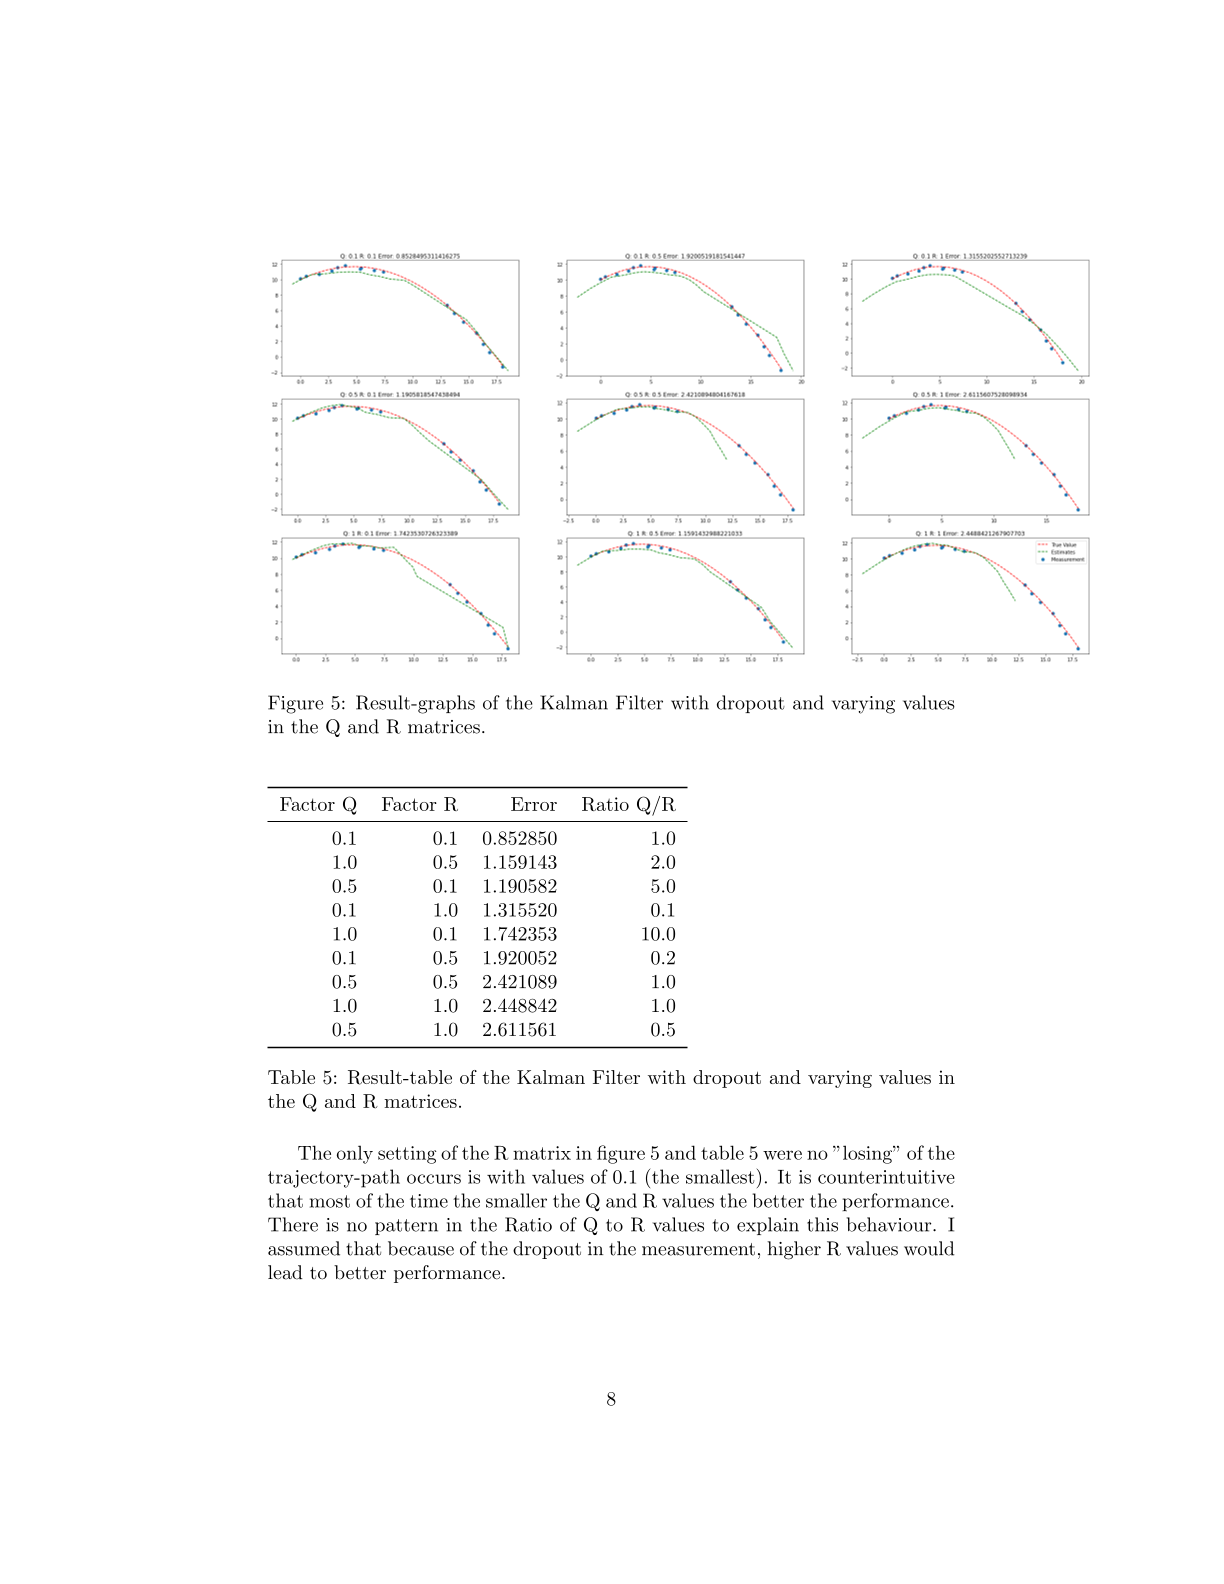 Q: 0.1 R: 0.1 Error: 0.8528495311416275
Q: 0.1 R: 0.5 Error: 1.9200519181541447
Q: 0.1 R: 1 Error: 1.3155202552713239
Q: 0.5 R: 0.1 Error: 1.1905818547438494
Q: 0.5 R: 0.5 Error: 2.4210894804167618
Q: 0.5 R: 1 Error: 2.6115607528098934
Q: 1 R: 0.1 Error: 1.7423530726323389
Q: 1 R: 0.5 Error: 1.1591432988221033
Q: 1 R: 1 Error: 2.4488421267907703
True Value
Estimates
Measurement
Figure 5: Result-graphs of the Kalman Filter with dropout and varying values
in the Q and R matrices.
Factor Q Factor R Error Ratio Q/R
0.1 0.1 0.852850 1.0
1.0 0.5 1.159143 2.0
0.5 0.1 1.190582 5.0
0.1 1.0 1.315520 0.1
1.0 0.1 1.742353 10.0
0.1 0.5 1.920052 0.2
0.5 0.5 2.421089 1.0
1.0 1.0 2.448842 1.0
0.5 1.0 2.611561 0.5
Table 5: Result-table of the Kalman Filter with dropout and varying values in
the Q and R matrices.
The only setting of the R matrix in figure 5 and table 5 were no ”losing” of the
trajectory-path occurs is with values of 0.1 (the smallest). It is counterintuitive
that most of the time the smaller the Q and R values the better the performance.
There is no pattern in the Ratio of Q to R values to explain this behaviour. I
assumed that because of the dropout in the measurement, higher R values would
lead to better performance.
8